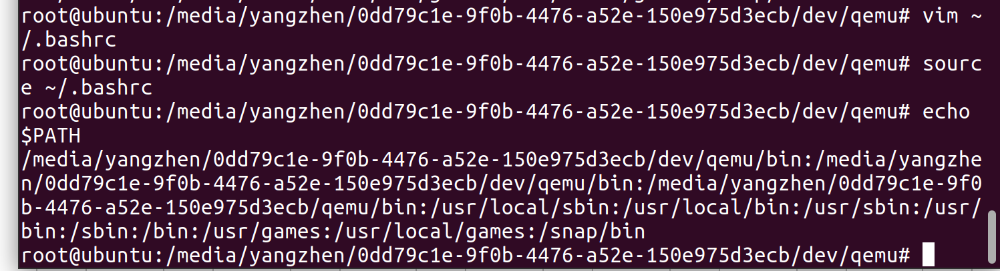 root@ubuntu:/media/yangzhen/0dd79c1e-9f0b-4476-a52e-150e975d3ecb/dev/qemu# vim ~
/.bashrc
root@ubuntu:/media/yangzhen/0dd79c1e-9f0b-4476-a52e-150e975d3ecb/dev/qemu# sourc
e ~/.bashrc
root@ubuntu:/media/yangzhen/0dd79c1e-9f0b-4476-a52e-150e975d3ecb/dev/qemu# echo
$PATH
/media/yangzhen/0dd79c1e-9f0b-4476-a52e-150e975d3ecb/dev/qemu/bin:/media/yangzhe
n/0dd79c1e-9f0b-4476-a52e-150e975d3ecb/dev/qemu/bin:/media/yangzhen/0dd79c1e-9f0
b-4476-a52e-150e975d3ecb/qemu/bin:/usr/local/sbin:/usr/local/bin:/usr/sbin:/usr/
bin:/sbin:/bin:/usr/games:/usr/local/games:/snap/bin
root@ubuntu:/media/yangzhen/0dd79c1e-9f0b-4476-a52e-150e975d3ecb/dev/qemu#